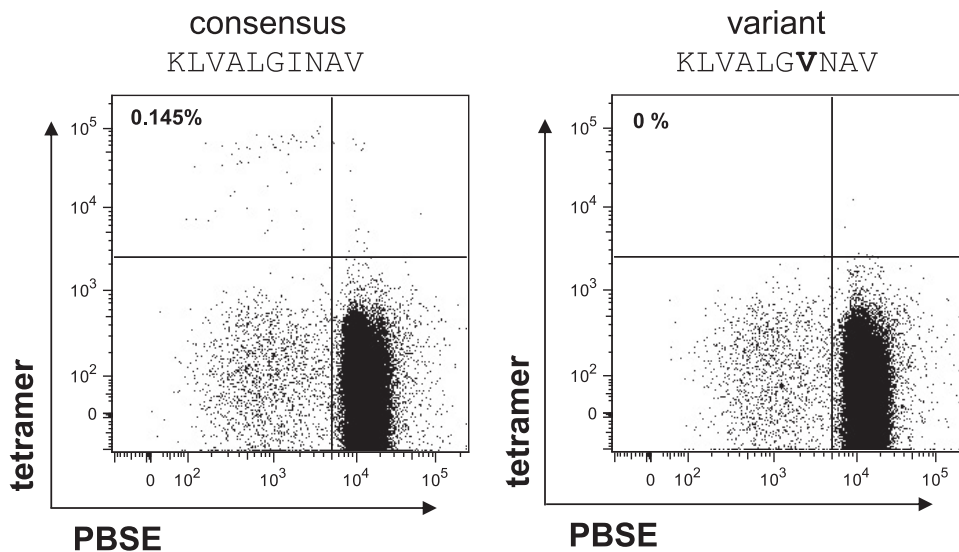 consensus
KLVALGINAV
0.145%
10^5
10^4
10^3
10^2
0
tetramer
0 10^2 10^3 10^4 10^5
PBSE
variant
KLVALGVNAV
0 %
10^5
10^4
10^3
10^2
0
tetramer
0 10^2 10^3 10^4 10^5
PBSE